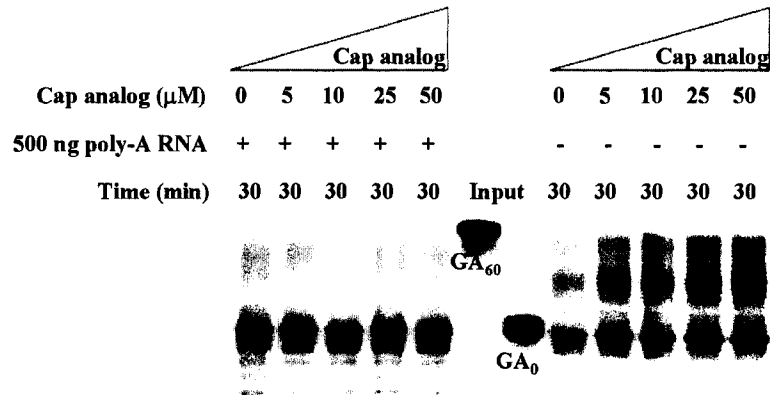 Cap analog Cap analog
Cap analog (μM) 0 5 10 25 50 0 5 10 25 50
500 ng poly-A RNA + + + + + - - - - -
Time (min) 30 30 30 30 30 Input 30 30 30 30 30
GA₆₀
GA₀